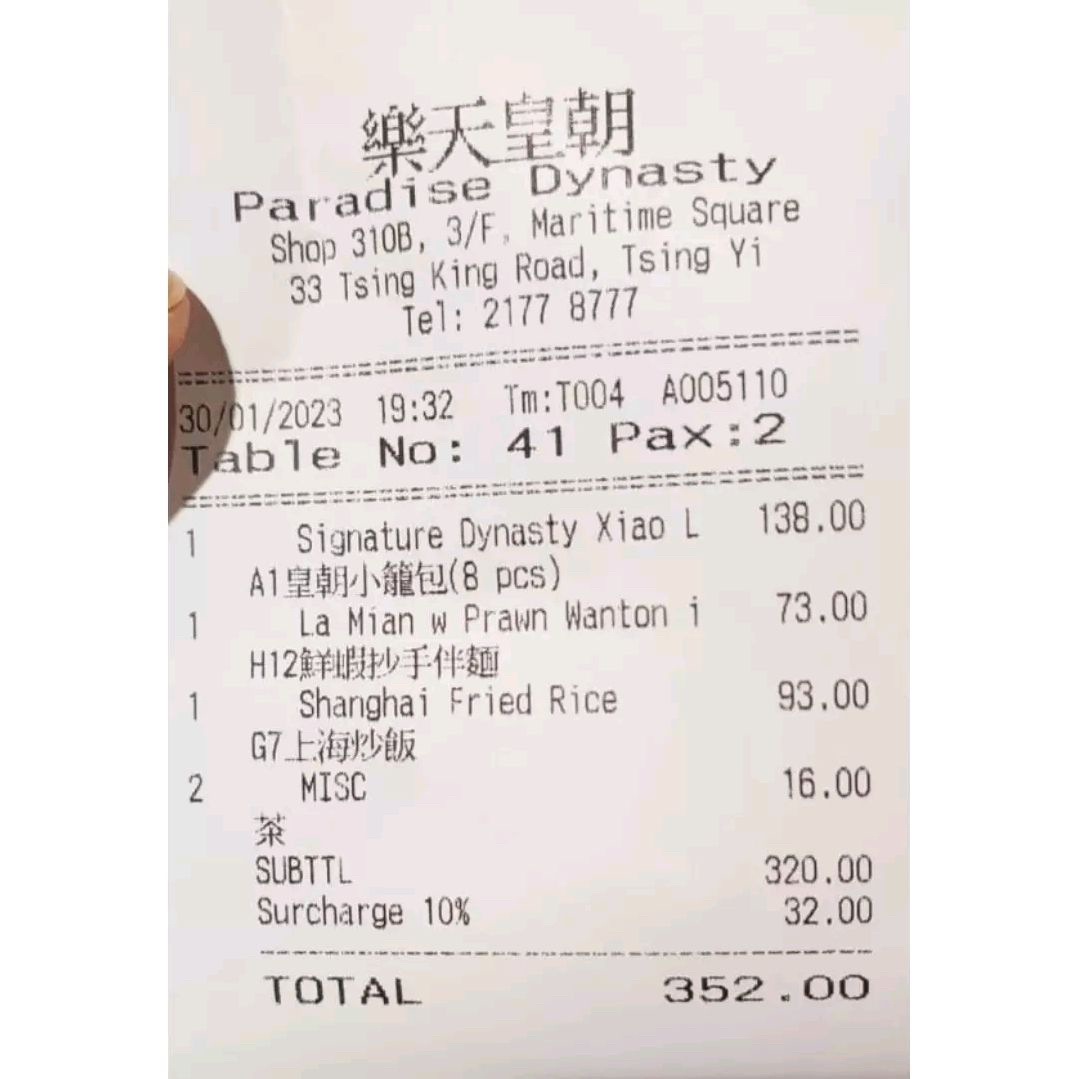 樂天皇朝
Paradise Dynasty
Shop 310B, 3/F, Maritime Square
33 Tsing King Road, Tsing Yi
Tel: 2177 8777
30/01/2023 19:32 Tm:T004 A005110
Table No: 41 Pax:2
1 Signature Dynasty Xiao L 138.00
A1皇朝小籠包(8 pcs)
1 La Mian w Prawn Wanton i 73.00
H12鮮蝦抄手伴麵
1 Shanghai Fried Rice 93.00
G7上海炒飯
2 MISC 16.00
茶
SUBTTL 320.00
Surcharge 10% 32.00
TOTAL 352.00